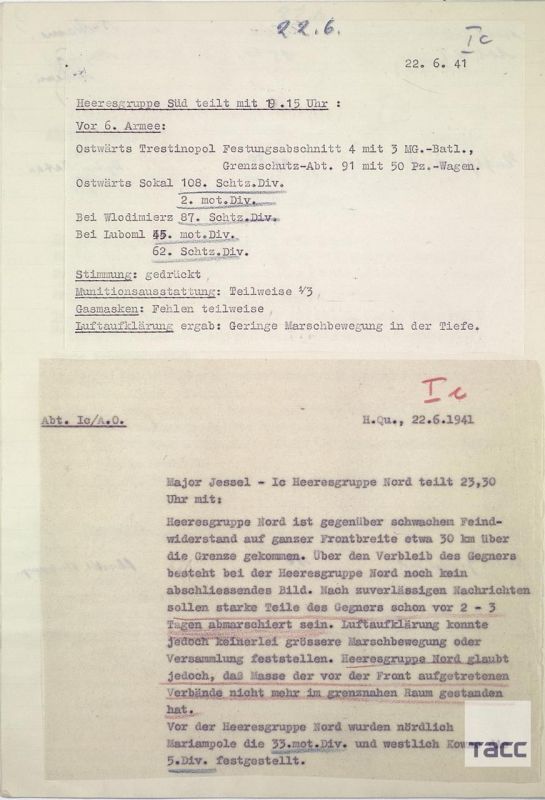 22.6.
Ic
22. 6. 41
Heeresgruppe Süd teilt mit 19.15 Uhr :
Vor 6. Armee:
Ostwärts Trestinopol Festungsabschnitt 4 mit 3 MG.-Batl.,
Grenzschutz-Abt. 91 mit 50 Pz.-Wagen.
Ostwärts Sokal 108. Schtz.Div.
2. mot.Div.
Bei Wlodimierz 87. Schtz.Div.
Bei Luboml 45. mot.Div.
62. Schtz.Div.
Stimmung: gedrückt
Munitionsausstattung: Teilweise 1/3
Gasmasken: Fehlen teilweise
Luftaufklärung ergab: Geringe Marschbewegung in der Tiefe.
Ic
Abt. Ic/A.O.
H.Qu., 22.6.1941
Major Jessel - Ic Heeresgruppe Nord teilt 23,30
Uhr mit:
Heeresgruppe Nord ist gegenüber schwachem Feind-
widerstand auf ganzer Frontbreite etwa 30 km über
die Grenze gekommen. Über den Verbleib des Gegners
besteht bei der Heeresgruppe Nord noch kein
abschliessendes Bild. Nach zuverlässigen Nachrichten
sollen starke Teile des Gegners schon vor 2 - 3
Tagen abmarschiert sein. Luftaufklärung konnte
jedoch keinerlei grössere Marschbewegung oder
Versammlung feststellen. Heeresgruppe Nord glaubt
jedoch, daß Masse der vor der Front aufgetretenen
Verbände nicht mehr im grenznahen Raum gestanden
hat.
Vor der Heeresgruppe Nord wurden nördlich
Mariampole die 33.mot.Div. und westlich
5.Div. festgestellt.
ТАСС